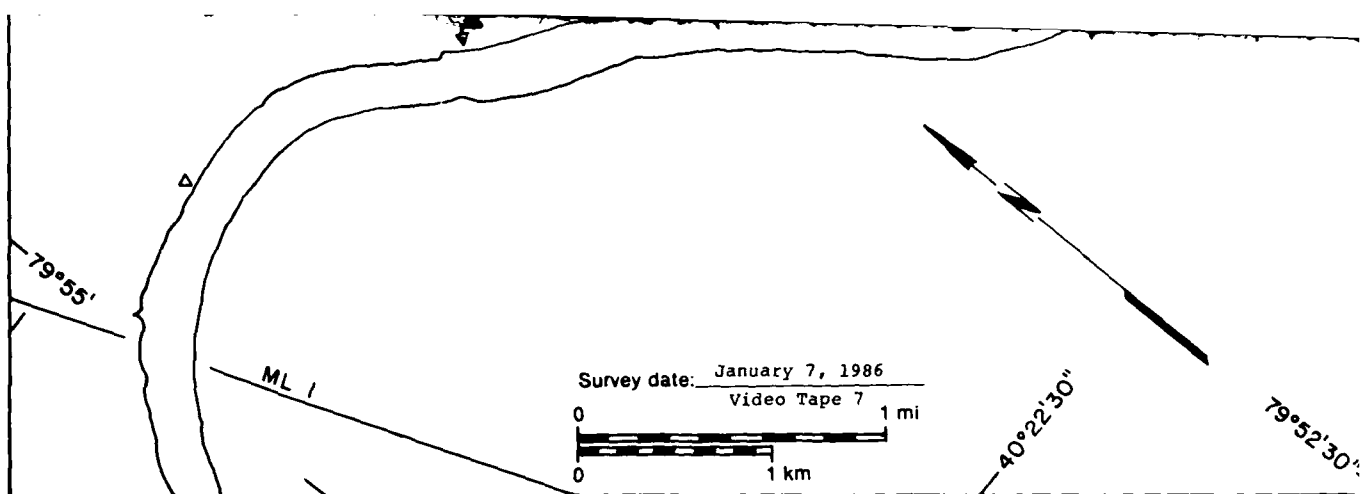 79°55'
ML 1
Survey date: January 7, 1986
Video Tape 7
0 1 mi
0 1 km
N
40°22'30"
79°52'30"